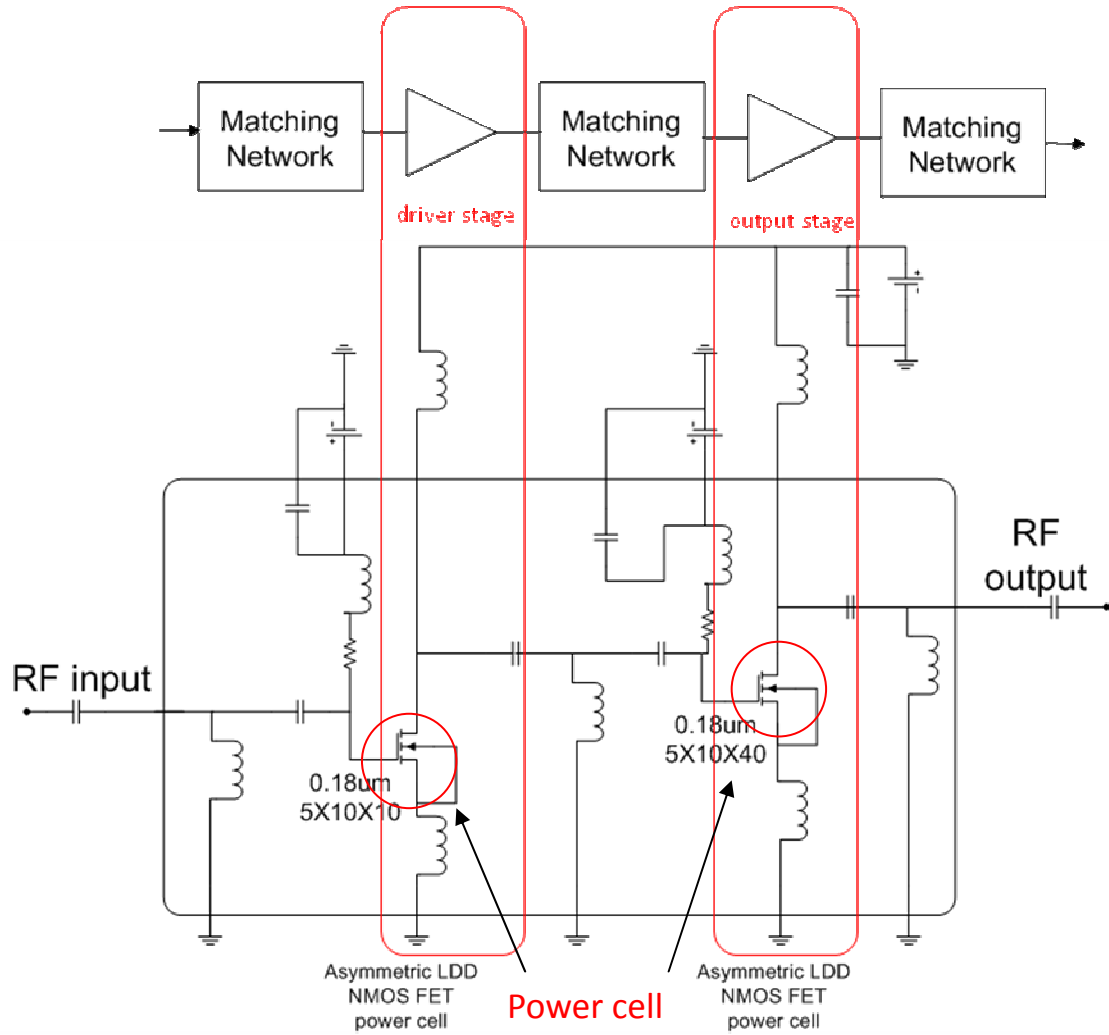 Matching
Network
Matching
Network
Matching
Network
driver stage
output stage
+
-
-
+
-
+
RF
output
RF input
0.18um
5X10X10
0.18um
5X10X40
Asymmetric LDD
NMOS FET
power cell
Power cell
Asymmetric LDD
NMOS FET
power cell